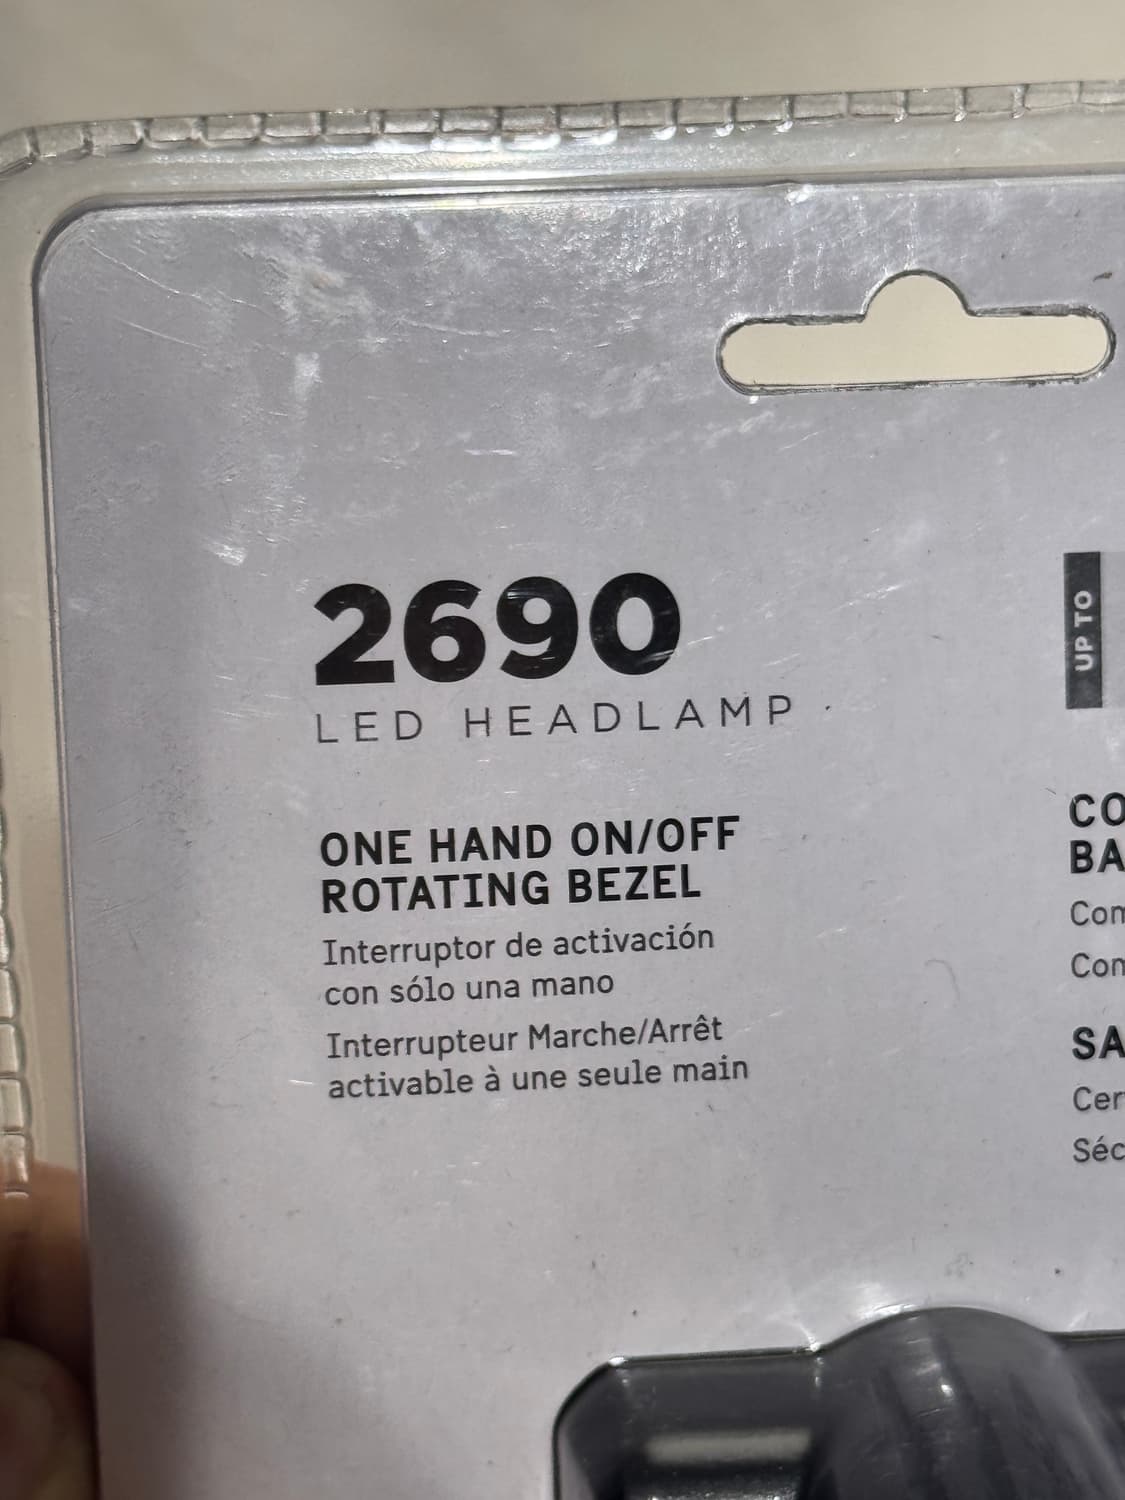 2690
LED HEADLAMP
ONE HAND ON/OFF
ROTATING BEZEL
Interruptor de activación
con sólo una mano
Interrupteur Marche/Arrêt
activable à une seule main
UP TO
CO
BA
Com
Com
SA
Cer
Séc